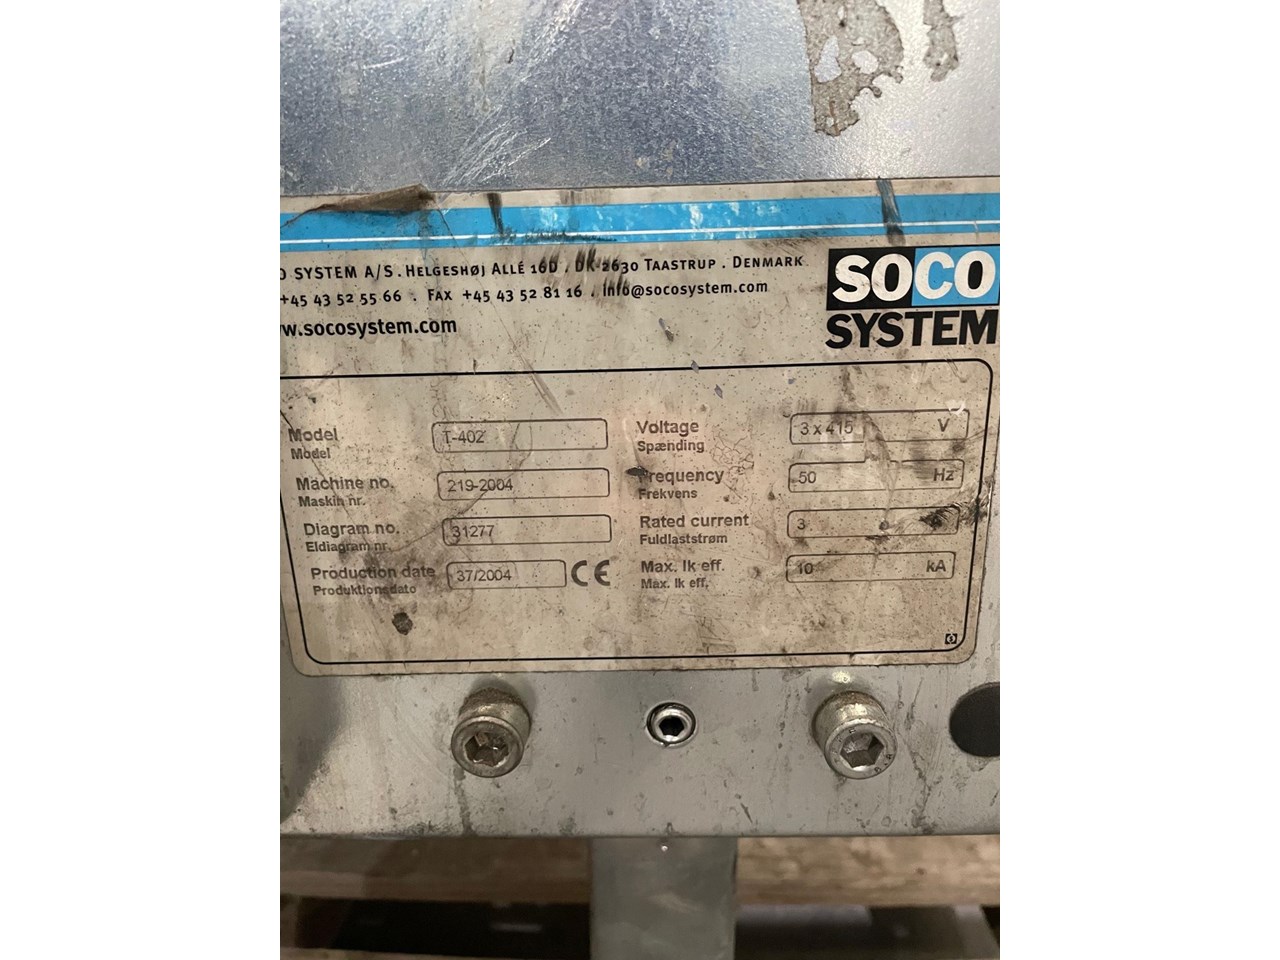 SYSTEM A/S. HELGESHØJ ALLÉ 16D. DK 2630 TAASTRUP. DENMARK
+45 43 52 55 66 . FAX +45 43 52 81 16 . info@socosystem.com
w.socosystem.com
SOCO
SYSTEM
Model T-402
Model
Machine no. 219-2004
Maskin nr.
Diagram no. 31277
Eldiagram nr.
Production date 37/2004 CE
Produktionsdato
Voltage 3 x 415 V
Spænding
Frequency 50 Hz
Frekvens
Rated current 3 A
Fuldlaststrøm
Max. Ik eff. 10 kA
Max. Ik eff.